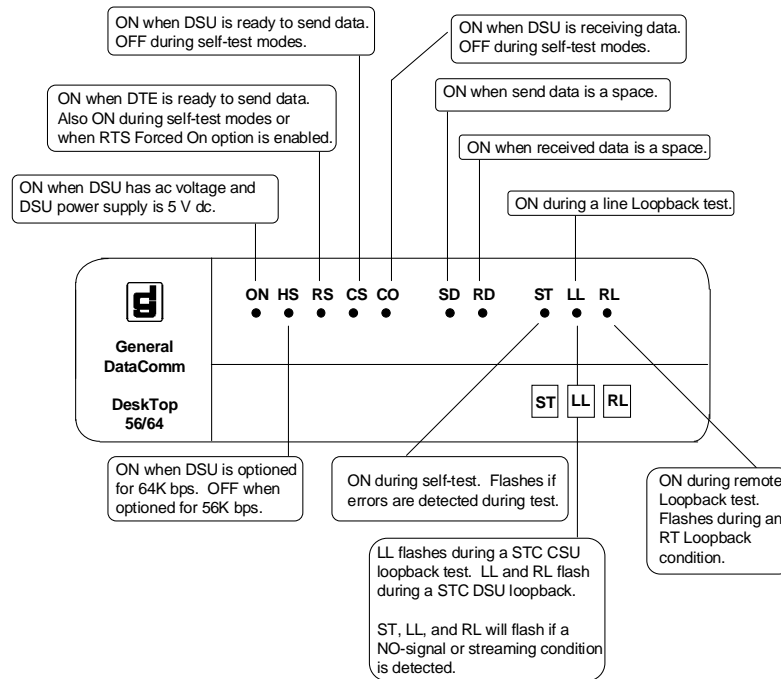 ON when DSU is ready to send data.
OFF during self-test modes.
ON when DSU is receiving data.
OFF during self-test modes.
ON when send data is a space.
ON when DTE is ready to send data.
Also ON during self-test modes or
when RTS Forced On option is enabled.
ON when received data is a space.
ON when DSU has ac voltage and
DSU power supply is 5 V dc.
ON during a line Loopback test.
ON HS RS CS CO SD RD ST LL RL
General
DataComm
DeskTop
56/64
ST LL RL
ON when DSU is optioned
for 64K bps. OFF when
optioned for 56K bps.
ON during self-test. Flashes if
errors are detected during test.
ON during remote
Loopback test.
Flashes during an
RT Loopback
condition.
LL flashes during a STC CSU
loopback test. LL and RL flash
during a STC DSU loopback.
ST, LL, and RL will flash if a
NO-signal or streaming condition
is detected.